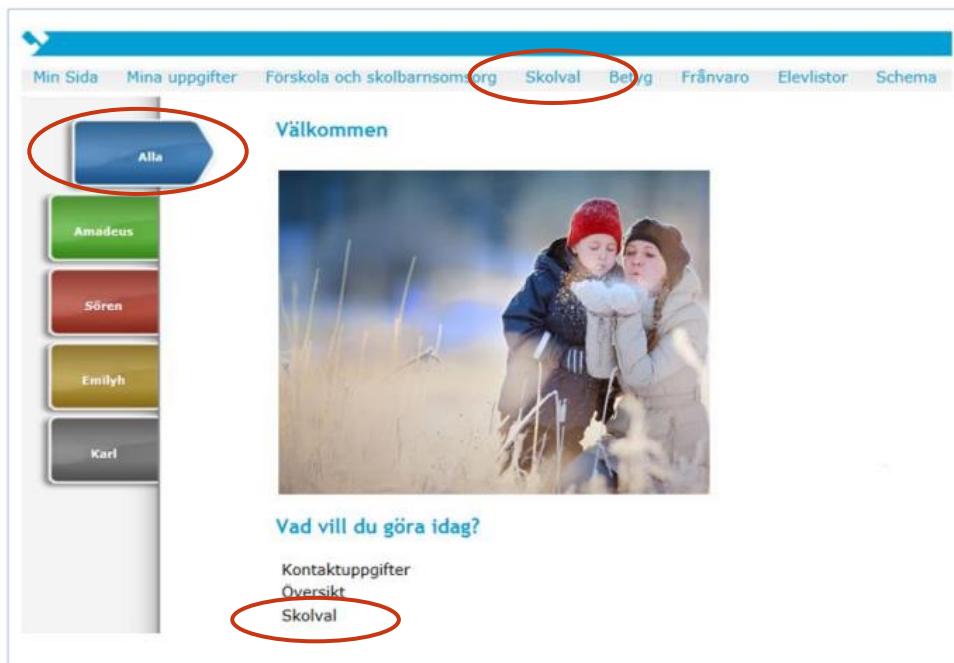 Min Sida Mina uppgifter Förskola och skolbarnsomsorg Skolval Betyg Frånvaro Elevlistor Schema
Alla
Amadeus
Sören
Emilyh
Karl
Välkommen
Vad vill du göra idag?
Kontaktuppgifter
Översikt
Skolval